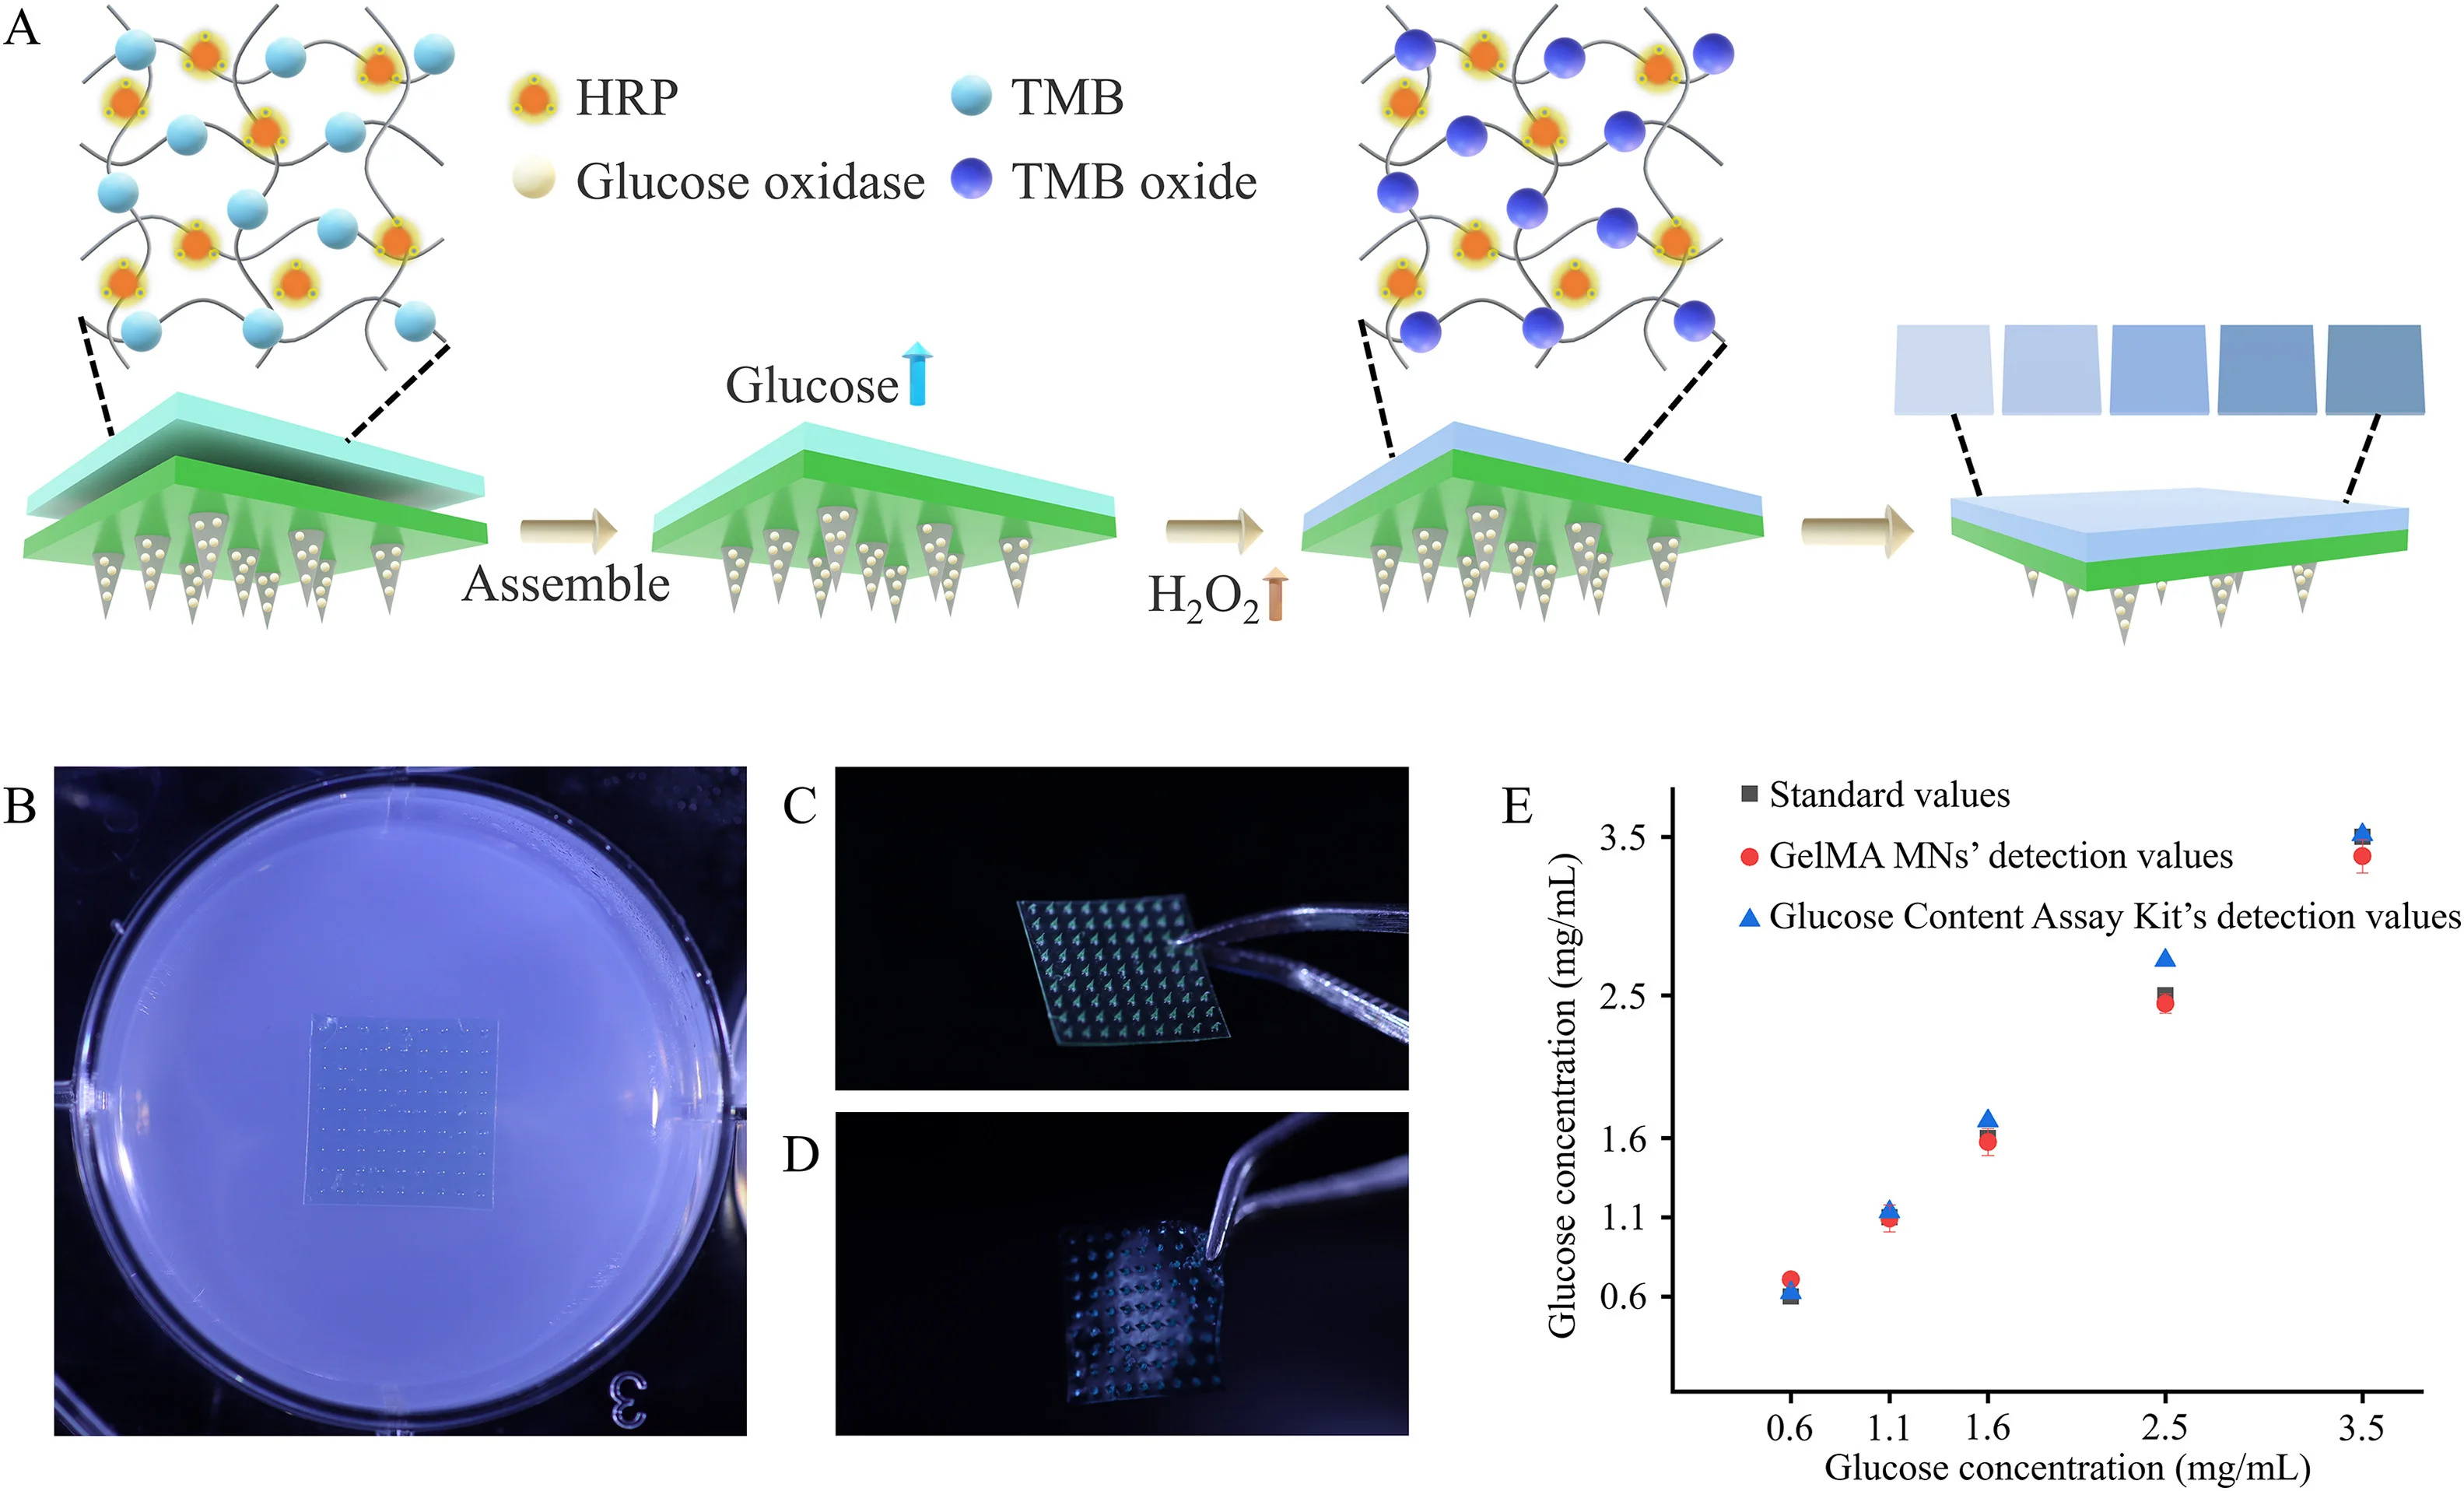 A
HRP
TMB
Glucose oxidase
TMB oxide
Glucose
Assemble
H₂O₂
B
3
C
D
E
Standard values
GelMA MNs’ detection values
Glucose Content Assay Kit’s detection values
Glucose concentration (mg/mL)
3.5
2.5
1.6
1.1
0.6
0.6 1.1 1.6 2.5 3.5
Glucose concentration (mg/mL)